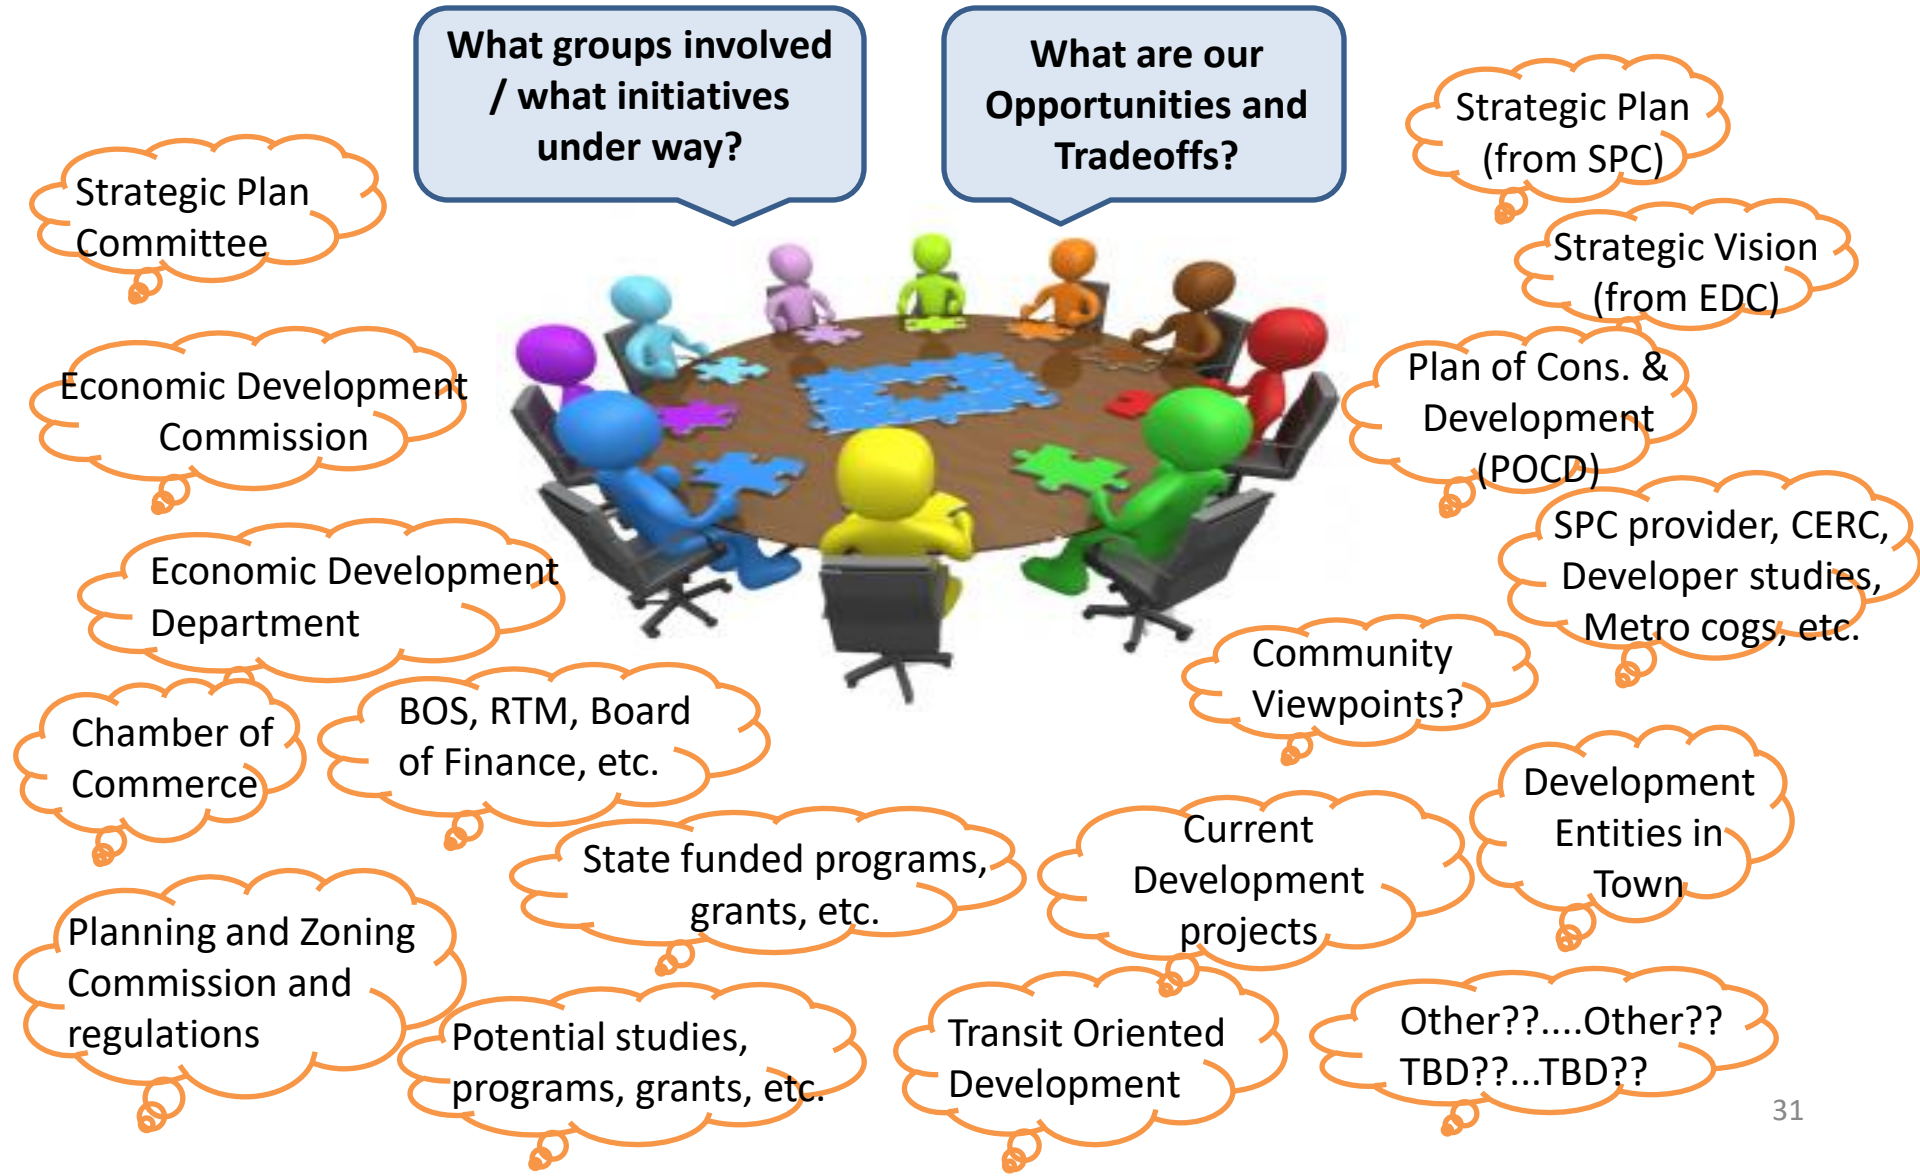 What groups involved
/ what initiatives
under way?
What are our
Opportunities and
Tradeoffs?
Strategic Plan
Committee
Economic Development
Commission
Economic Development
Department
Chamber of
Commerce
BOS, RTM, Board
of Finance, etc.
Planning and Zoning
Commission and
regulations
State funded programs,
grants, etc.
Potential studies,
programs, grants, etc.
Strategic Plan
(from SPC)
Strategic Vision
(from EDC)
Plan of Cons. &
Development
(POCD)
SPC provider, CERC,
Developer studies,
Metro cogs, etc.
Community
Viewpoints?
Development
Entities in
Town
Current
Development
projects
Transit Oriented
Development
Other??....Other??
TBD??...TBD??
31